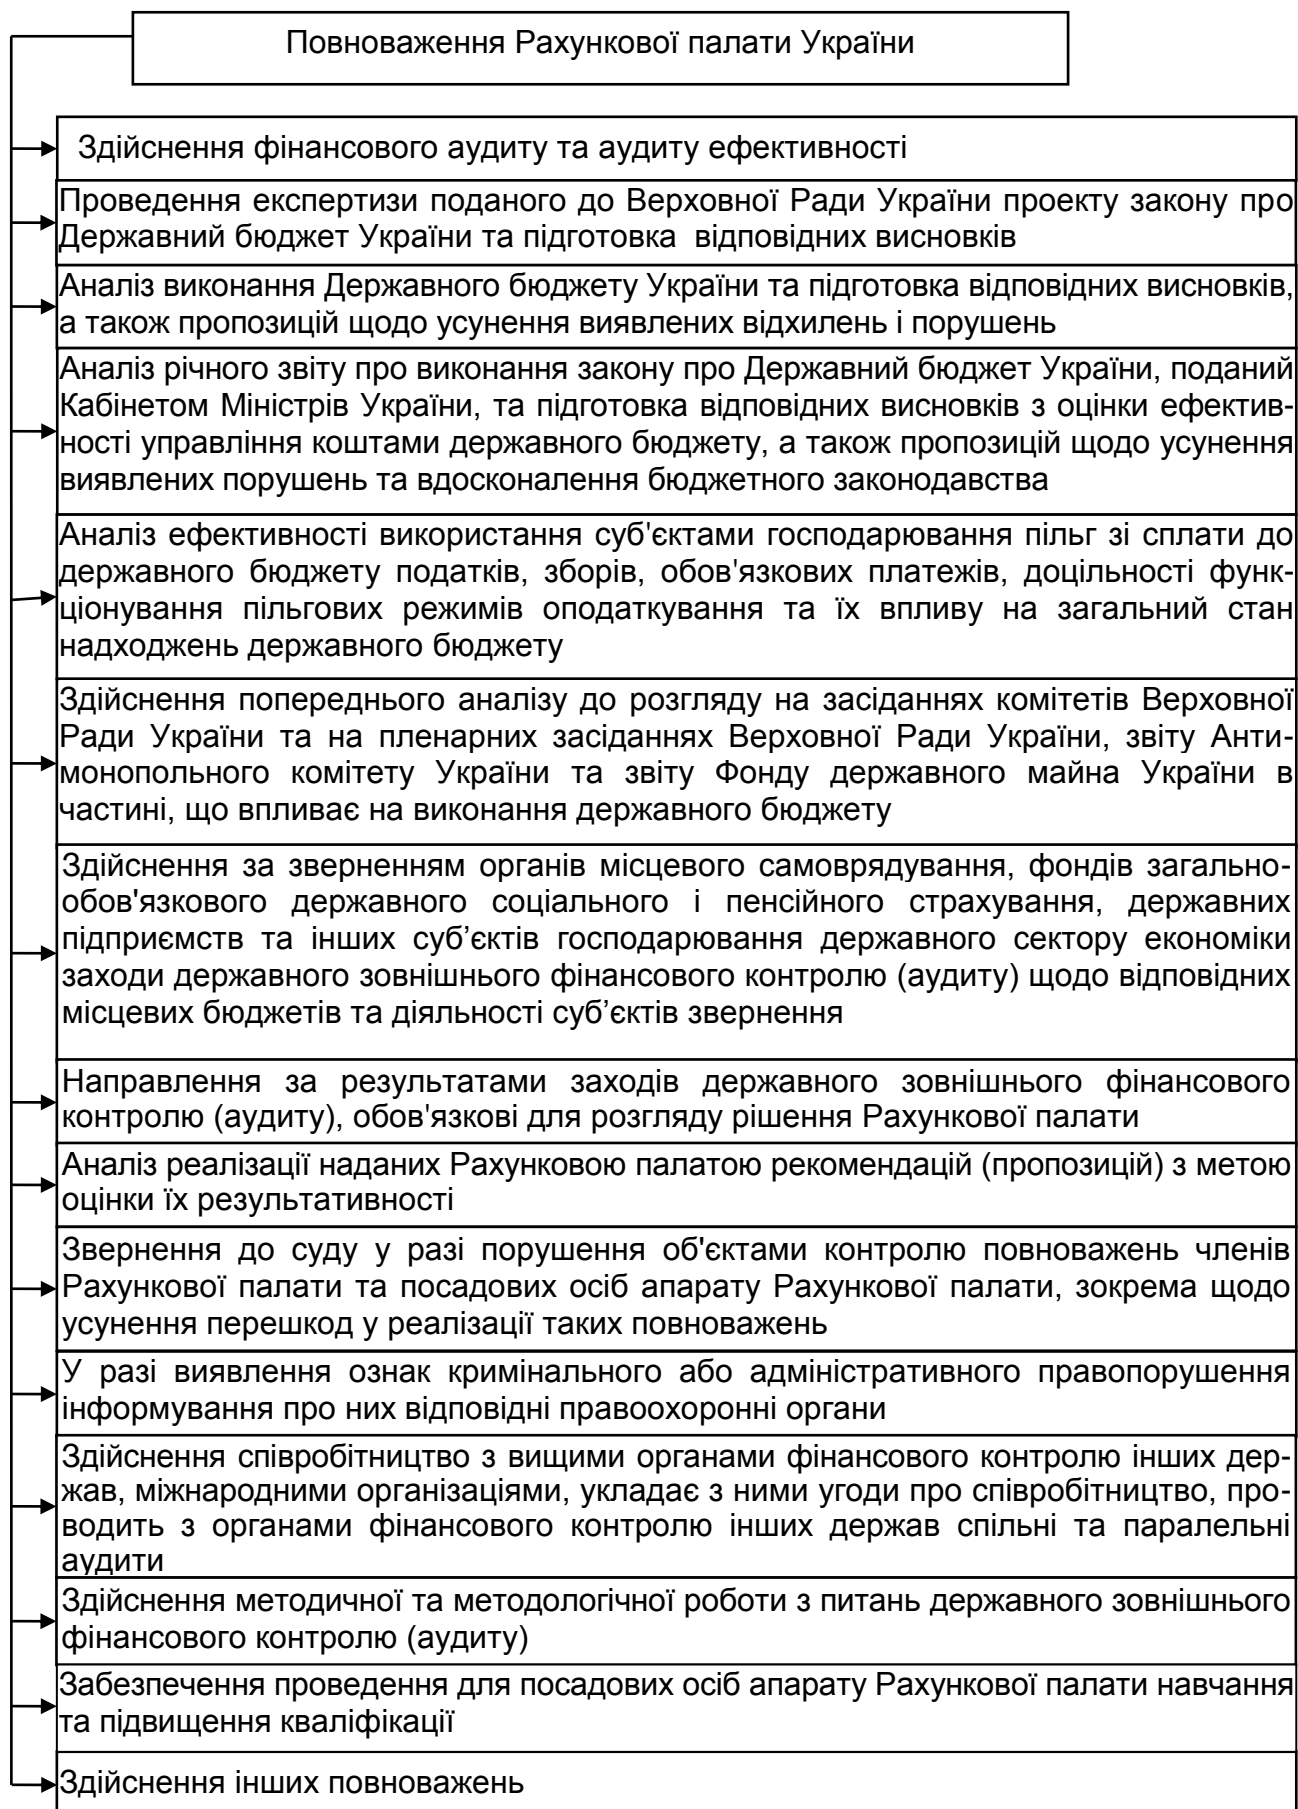 Повноваження Рахункової палати України
Здійснення фінансового аудиту та аудиту ефективності
Проведення експертизи поданого до Верховної Ради України проекту закону про
Державний бюджет України та підготовка відповідних висновків
Аналіз виконання Державного бюджету України та підготовка відповідних висновків,
а також пропозицій щодо усунення виявлених відхилень і порушень
Аналіз річного звіту про виконання закону про Державний бюджет України, поданий
Кабінетом Міністрів України, та підготовка відповідних висновків з оцінки ефектив-
ності управління коштами державного бюджету, а також пропозицій щодо усунення
виявлених порушень та вдосконалення бюджетного законодавства
Аналіз ефективності використання суб'єктами господарювання пільг зі сплати до
державного бюджету податків, зборів, обов'язкових платежів, доцільності функ-
ціонування пільгових режимів оподаткування та їх впливу на загальний стан
надходжень державного бюджету
Здійснення попереднього аналізу до розгляду на засіданнях комітетів Верховної
Ради України та на пленарних засіданнях Верховної Ради України, звіту Анти-
монопольного комітету України та звіту Фонду державного майна України в
частині, що впливає на виконання державного бюджету
Здійснення за зверненням органів місцевого самоврядування, фондів загально-
обов'язкового державного соціального і пенсійного страхування, державних
підприємств та інших суб’єктів господарювання державного сектору економіки
заходи державного зовнішнього фінансового контролю (аудиту) щодо відповідних
місцевих бюджетів та діяльності суб’єктів звернення
Направлення за результатами заходів державного зовнішнього фінансового
контролю (аудиту), обов'язкові для розгляду рішення Рахункової палати
Аналіз реалізації наданих Рахунковою палатою рекомендацій (пропозицій) з метою
оцінки їх результативності
Звернення до суду у разі порушення об'єктами контролю повноважень членів
Рахункової палати та посадових осіб апарату Рахункової палати, зокрема щодо
усунення перешкод у реалізації таких повноважень
У разі виявлення ознак кримінального або адміністративного правопорушення
інформування про них відповідні правоохоронні органи
Здійснення співробітництво з вищими органами фінансового контролю інших дер-
жав, міжнародними організаціями, укладає з ними угоди про співробітництво, про-
водить з органами фінансового контролю інших держав спільні та паралельні
аудити
Здійснення методичної та методологічної роботи з питань державного зовнішнього
фінансового контролю (аудиту)
Забезпечення проведення для посадових осіб апарату Рахункової палати навчання
та підвищення кваліфікації
Здійснення інших повноважень